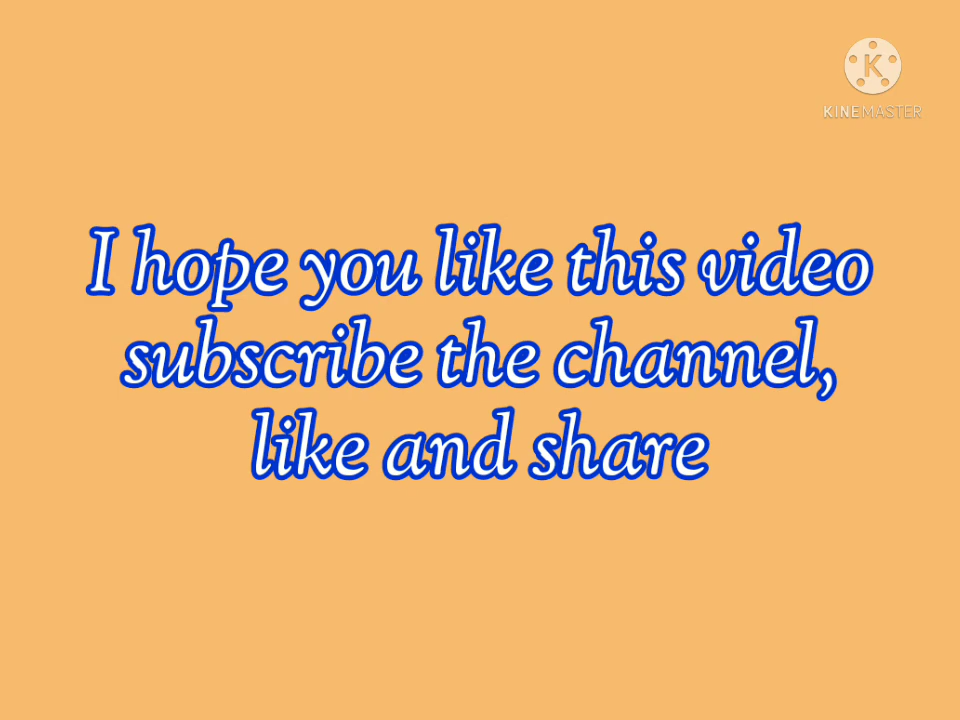 K
KINEMASTER
I hope you like this video
subscribe the channel,
like and share